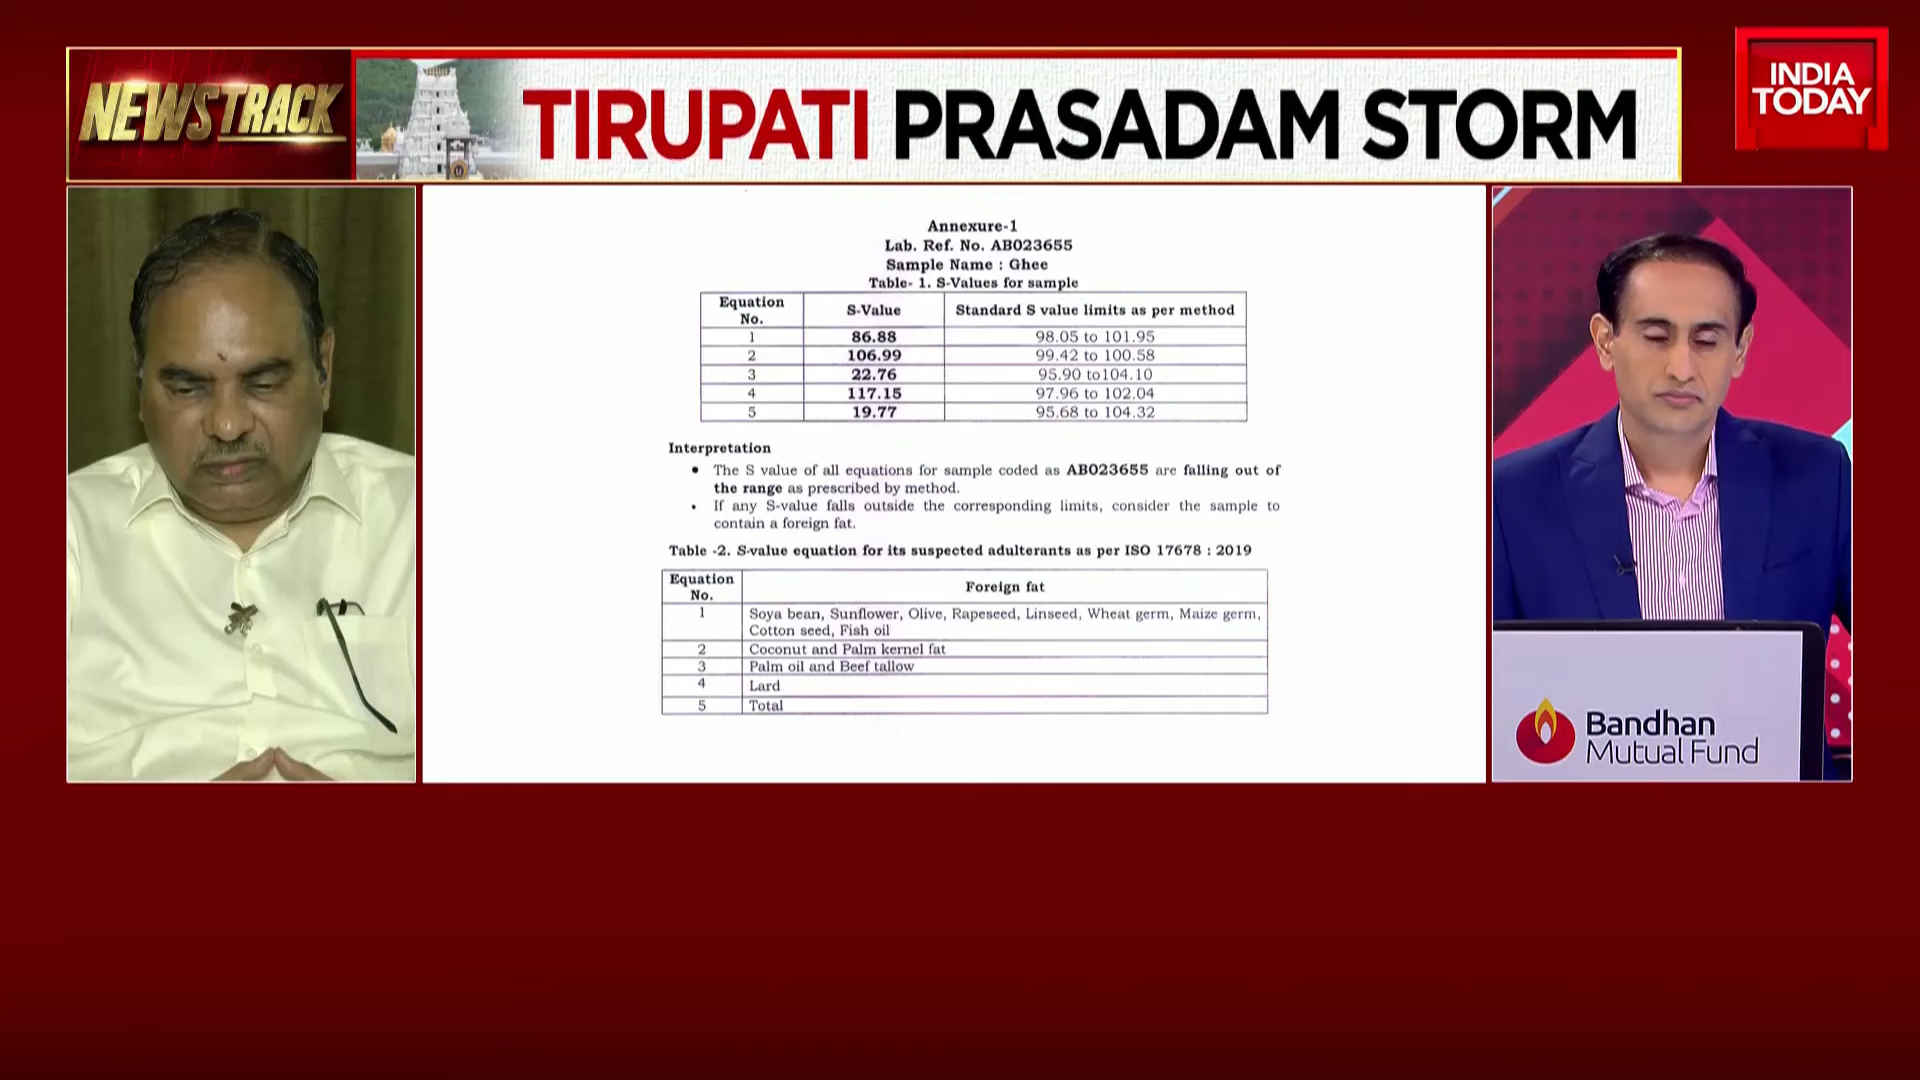 NEWSTRACK
TIRUPATI PRASADAM STORM
INDIA
TODAY
Annexure-1
Lab. Ref. No. AB023655
Sample Name : Ghee
Table- 1. S-Values for sample
Equation No. S-Value Standard S value limits as per method
1 86.88 98.05 to 101.95
2 106.99 99.42 to 100.58
3 22.76 95.90 to104.10
4 117.15 97.96 to 102.04
5 19.77 95.68 to 104.32
Interpretation
• The S value of all equations for sample coded as AB023655 are falling out of
the range as prescribed by method.
• If any S-value falls outside the corresponding limits, consider the sample to
contain a foreign fat.
Table -2. S-value equation for its suspected adulterants as per ISO 17678 : 2019
Equation No. Foreign fat
1 Soya bean, Sunflower, Olive, Rapeseed, Linseed, Wheat germ, Maize germ,
Cotton seed, Fish oil
2 Coconut and Palm kernel fat
3 Palm oil and Beef tallow
4 Lard
5 Total
Bandhan
Mutual Fund